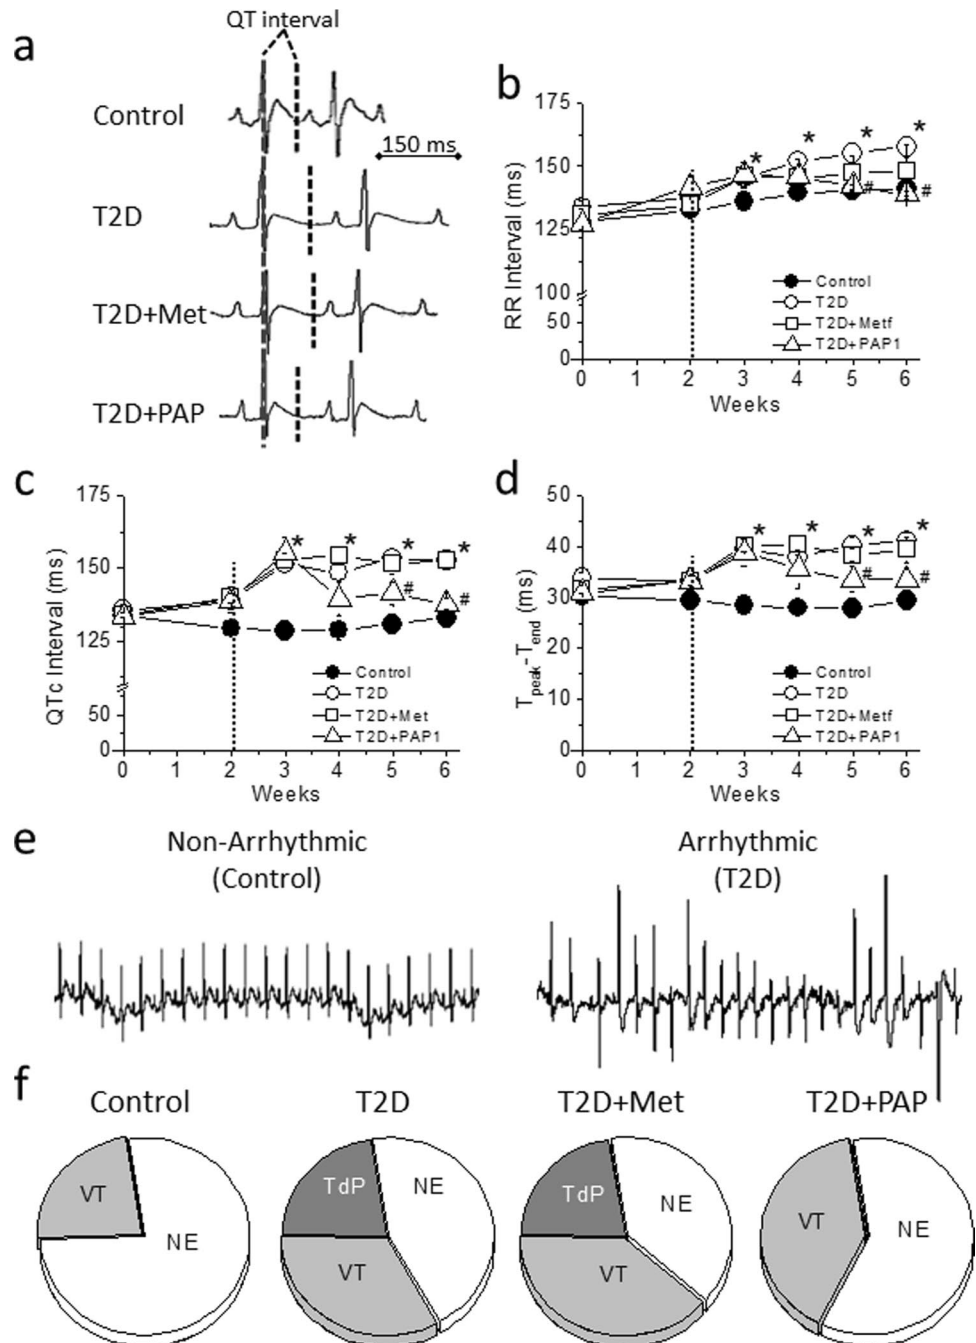 a
QT interval
Control
150 ms
T2D
T2D+Met
T2D+PAP
b
175
150
125
100
50
0
RR Interval (ms)
* * * *
# #
Control
T2D
T2D+Metf
T2D+PAP1
0 1 2 3 4 5 6
Weeks
c
175
150
125
50
0
QTc Interval (ms)
* * * *
# #
Control
T2D
T2D+Met
T2D+PAP1
0 1 2 3 4 5 6
Weeks
d
50
40
30
20
10
0
Tpeak-Tend (ms)
* * * *
# #
Control
T2D
T2D+Metf
T2D+PAP1
0 1 2 3 4 5 6
Weeks
e
Non-Arrhythmic
(Control)
Arrhythmic
(T2D)
f
Control
T2D
T2D+Met
T2D+PAP
VT
NE
TdP
NE
VT
TdP
NE
VT
VT
NE